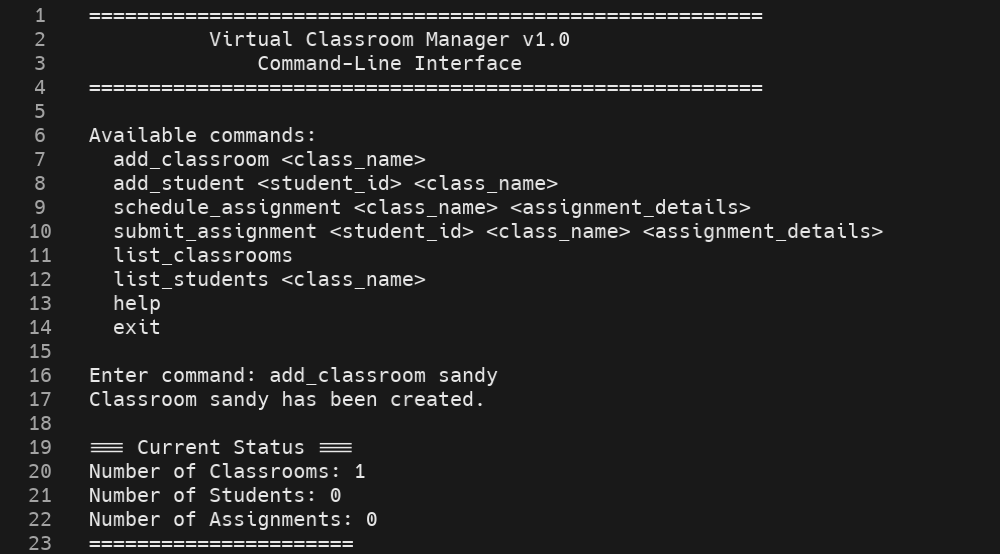 1 ========================================================
2           Virtual Classroom Manager v1.0
3               Command-Line Interface
4 ========================================================
5
6 Available commands:
7   add_classroom <class_name>
8   add_student <student_id> <class_name>
9   schedule_assignment <class_name> <assignment_details>
10   submit_assignment <student_id> <class_name> <assignment_details>
11   list_classrooms
12   list_students <class_name>
13   help
14   exit
15
16 Enter command: add_classroom sandy
17 Classroom sandy has been created.
18
19 === Current Status ===
20 Number of Classrooms: 1
21 Number of Students: 0
22 Number of Assignments: 0
23 ======================